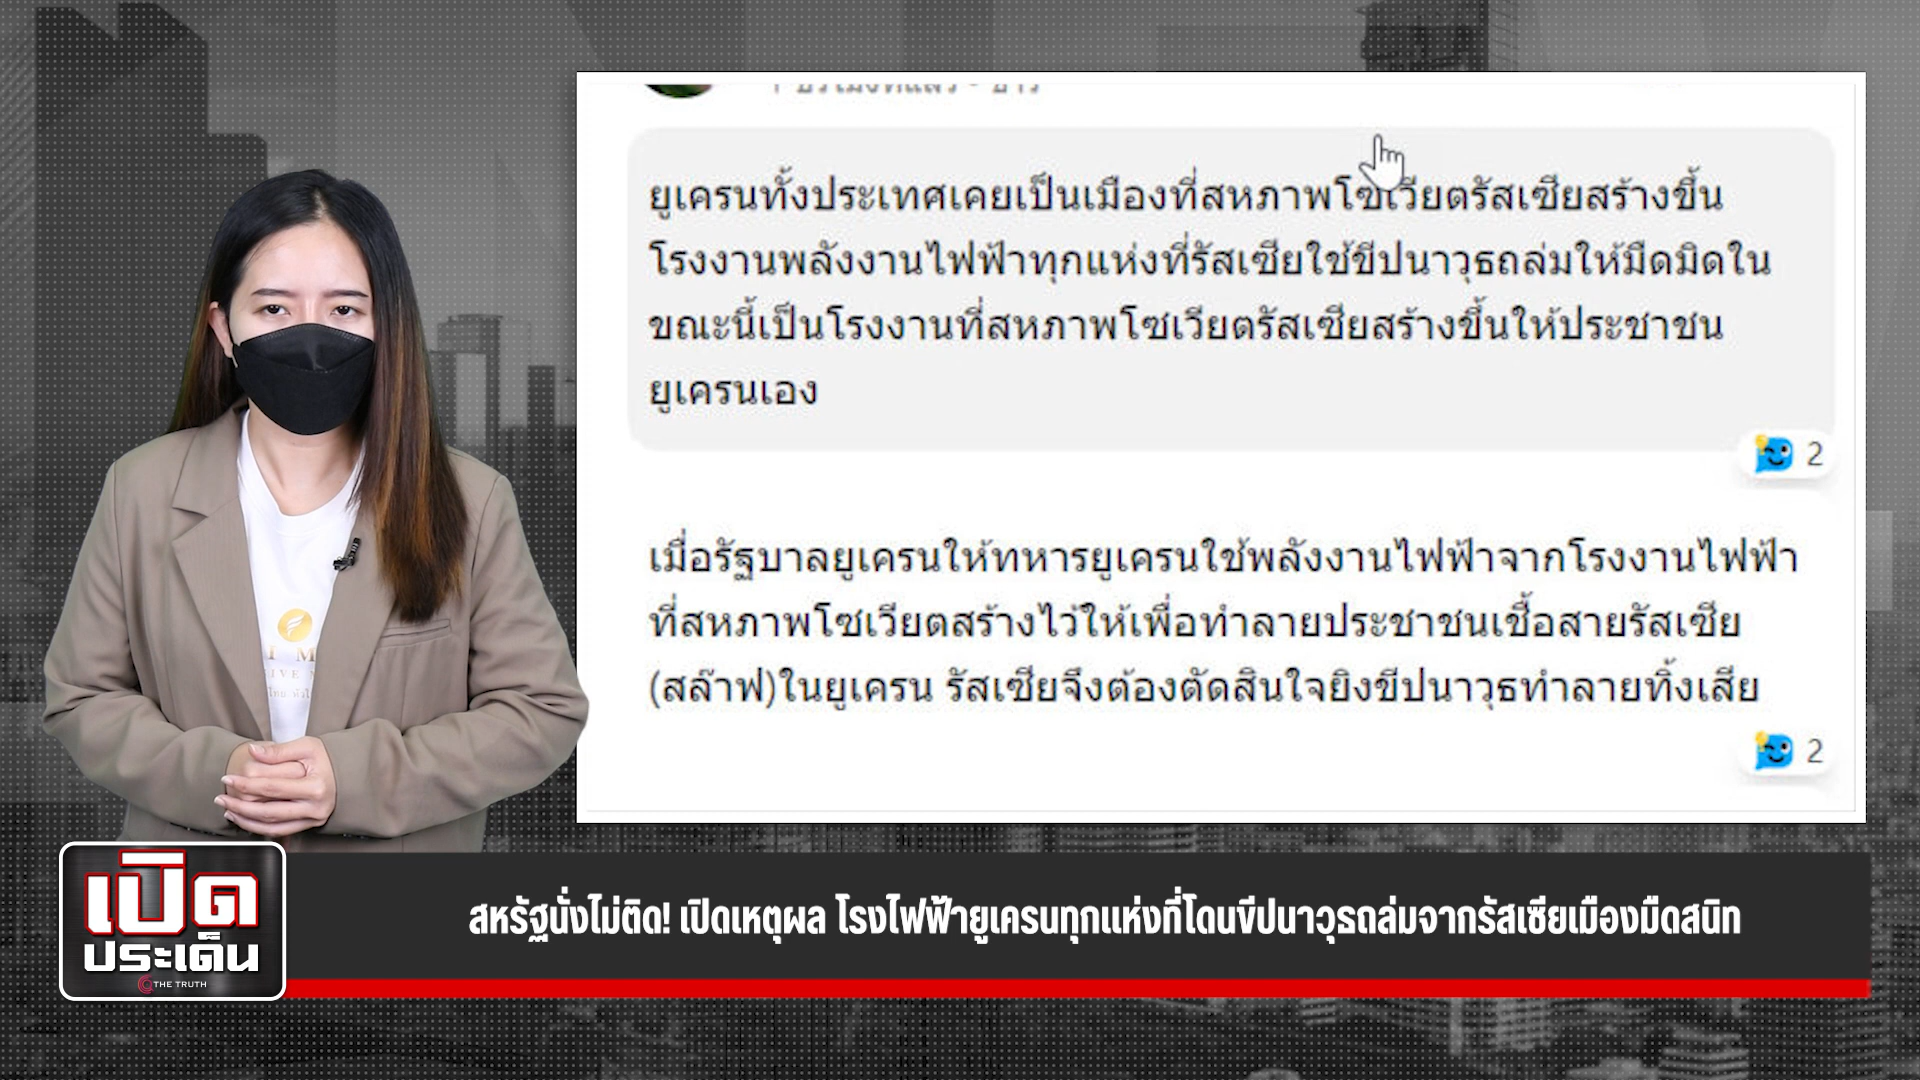 ยูเครนทั้งประเทศเคยเป็นเมืองที่สหภาพโซเวียตรัสเซียสร้างขึ้น
โรงงานพลังงานไฟฟ้าทุกแห่งที่รัสเซียใช้ขีปนาวุธถล่มให้มืดมิดใน
ขณะนี้เป็นโรงงานที่สหภาพโซเวียตรัสเซียสร้างขึ้นให้ประชาชน
ยูเครนเอง
2
เมื่อรัฐบาลยูเครนให้ทหารยูเครนใช้พลังงานไฟฟ้าจากโรงงานไฟฟ้า
ที่สหภาพโซเวียตสร้างไว้ให้เพื่อทำลายประชาชนเชื้อสายรัสเซีย
(สล๊าฟ)ในยูเครน รัสเซียจึงต้องตัดสินใจยิงขีปนาวุธทำลายทิ้งเสีย
2
เปิด
ประเด็น
THE TRUTH
สหรัฐนั่งไม่ติด! เปิดเหตุผล โรงไฟฟ้ายูเครนทุกแห่งที่โดนขีปนาวุธถล่มจากรัสเซียเมืองมืดสนิท